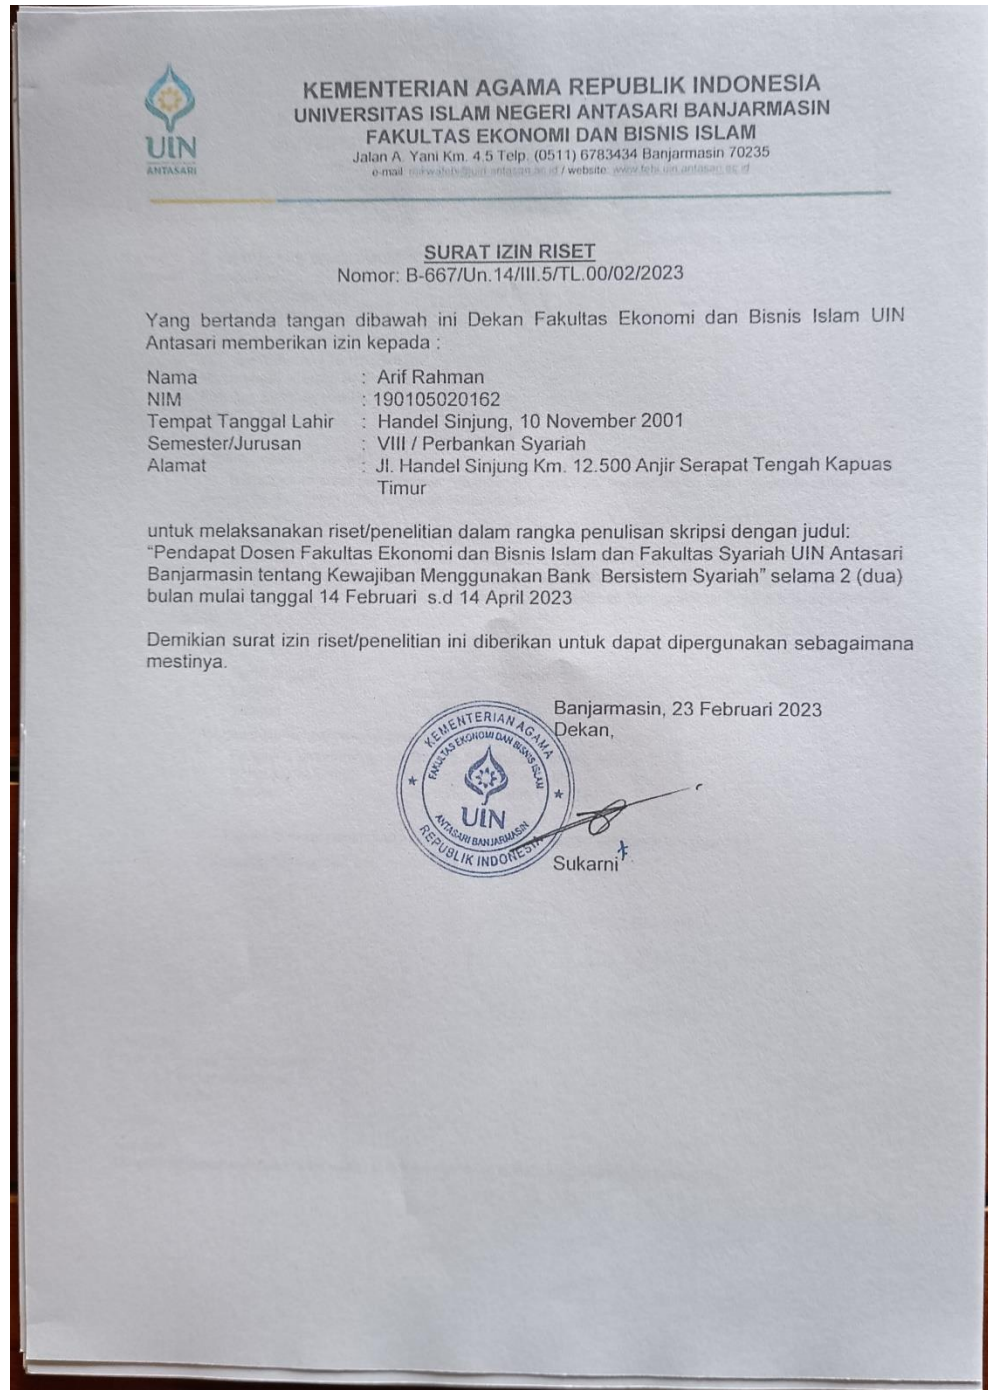 UIN
ANTASARI
KEMENTERIAN AGAMA REPUBLIK INDONESIA
UNIVERSITAS ISLAM NEGERI ANTASARI BANJARMASIN
FAKULTAS EKONOMI DAN BISNIS ISLAM
Jalan A. Yani Km. 4.5 Telp. (0511) 6783434 Banjarmasin 70235
e-mail / website:
SURAT IZIN RISET
Nomor: B-667/Un.14/III.5/TL.00/02/2023
Yang bertanda tangan dibawah ini Dekan Fakultas Ekonomi dan Bisnis Islam UIN
Antasari memberikan izin kepada :
Nama : Arif Rahman
NIM : 190105020162
Tempat Tanggal Lahir : Handel Sinjung, 10 November 2001
Semester/Jurusan : VIII / Perbankan Syariah
Alamat : Jl. Handel Sinjung Km. 12.500 Anjir Serapat Tengah Kapuas
Timur
untuk melaksanakan riset/penelitian dalam rangka penulisan skripsi dengan judul:
“Pendapat Dosen Fakultas Ekonomi dan Bisnis Islam dan Fakultas Syariah UIN Antasari
Banjarmasin tentang Kewajiban Menggunakan Bank Bersistem Syariah” selama 2 (dua)
bulan mulai tanggal 14 Februari s.d 14 April 2023
Demikian surat izin riset/penelitian ini diberikan untuk dapat dipergunakan sebagaimana
mestinya.
Banjarmasin, 23 Februari 2023
Dekan,
KEMENTERIAN AGAMA
FAKULTAS EKONOMI DAN BISNIS ISLAM
UIN
ANTASARI BANJARMASIN
REPUBLIK INDONESIA
Sukarni